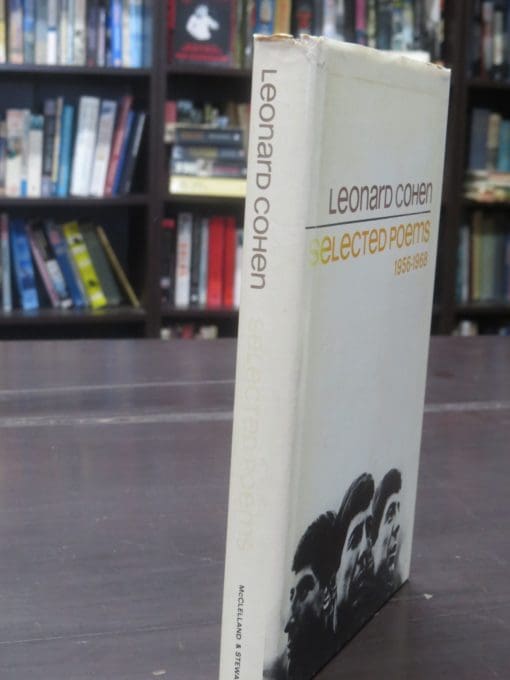 Leonard Cohen
Selected Poems
McClelland & Stewa
Leonard Cohen
Selected Poems
1956-1968